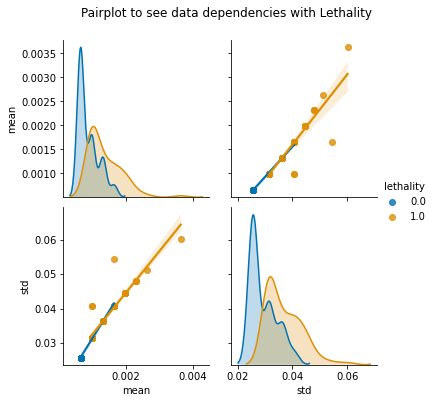 Pairplot to see data dependencies with Lethality
0.0035
0.0030
0.0025
0.0020
0.0015
0.0010
mean
lethality
0.0
1.0
0.06
0.05
0.04
0.03
std
0.002
0.004
mean
0.02
0.04
0.06
std